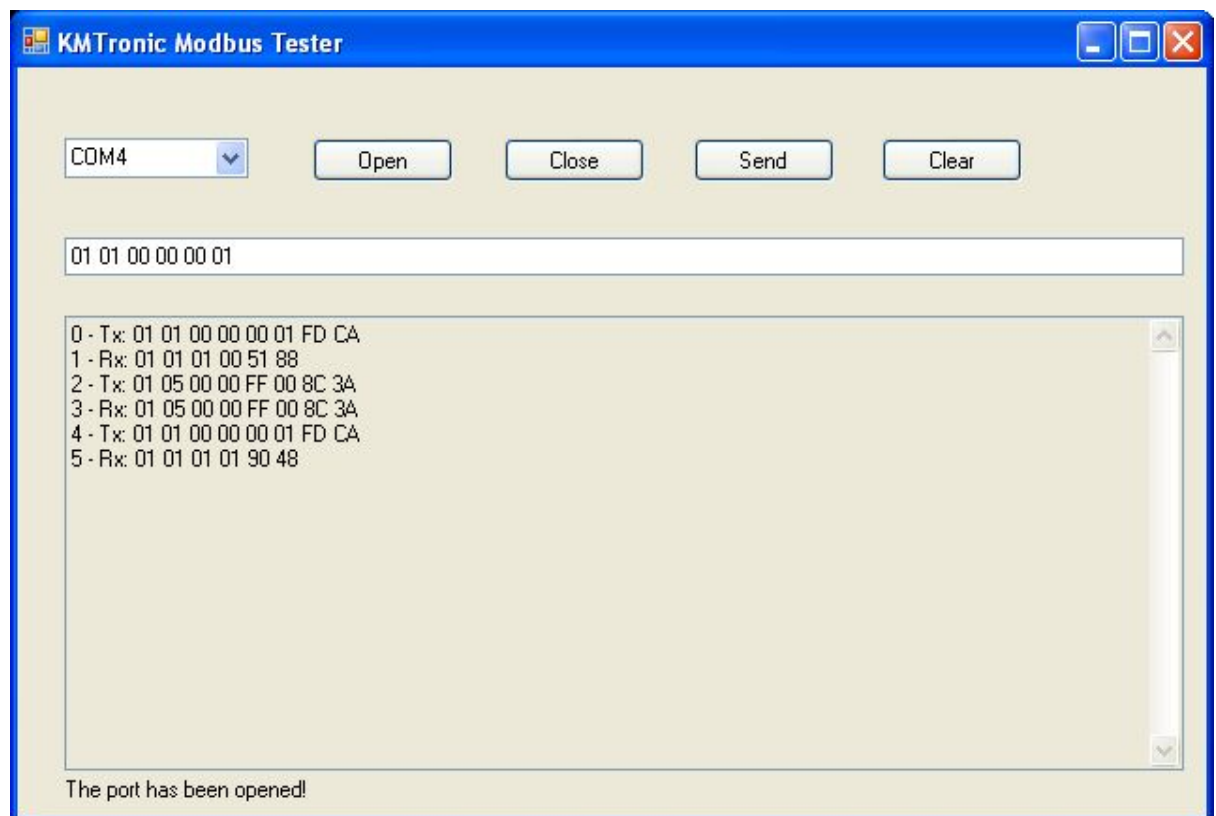 KMTronic Modbus Tester
COM4 Open Close Send Clear
01 01 00 00 00 01
0 - Tx: 01 01 00 00 00 01 FD CA
1 - Rx: 01 01 01 00 51 88
2 - Tx: 01 05 00 00 FF 00 8C 3A
3 - Rx: 01 05 00 00 FF 00 8C 3A
4 - Tx: 01 01 00 00 00 01 FD CA
5 - Rx: 01 01 01 01 90 48
The port has been opened!